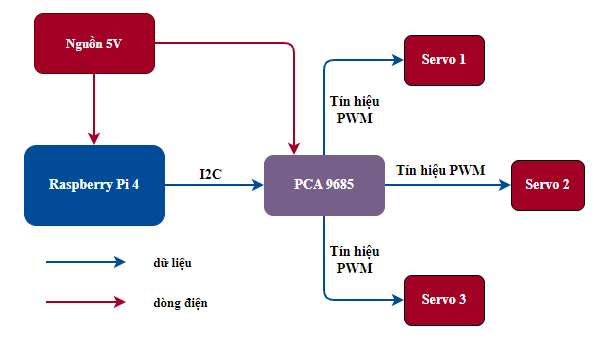 Nguồn 5V
Servo 1
Tín hiệu
PWM
Raspberry Pi 4
I2C
PCA 9685
Tín hiệu PWM
Servo 2
Tín hiệu
PWM
dữ liệu
dòng điện
Servo 3